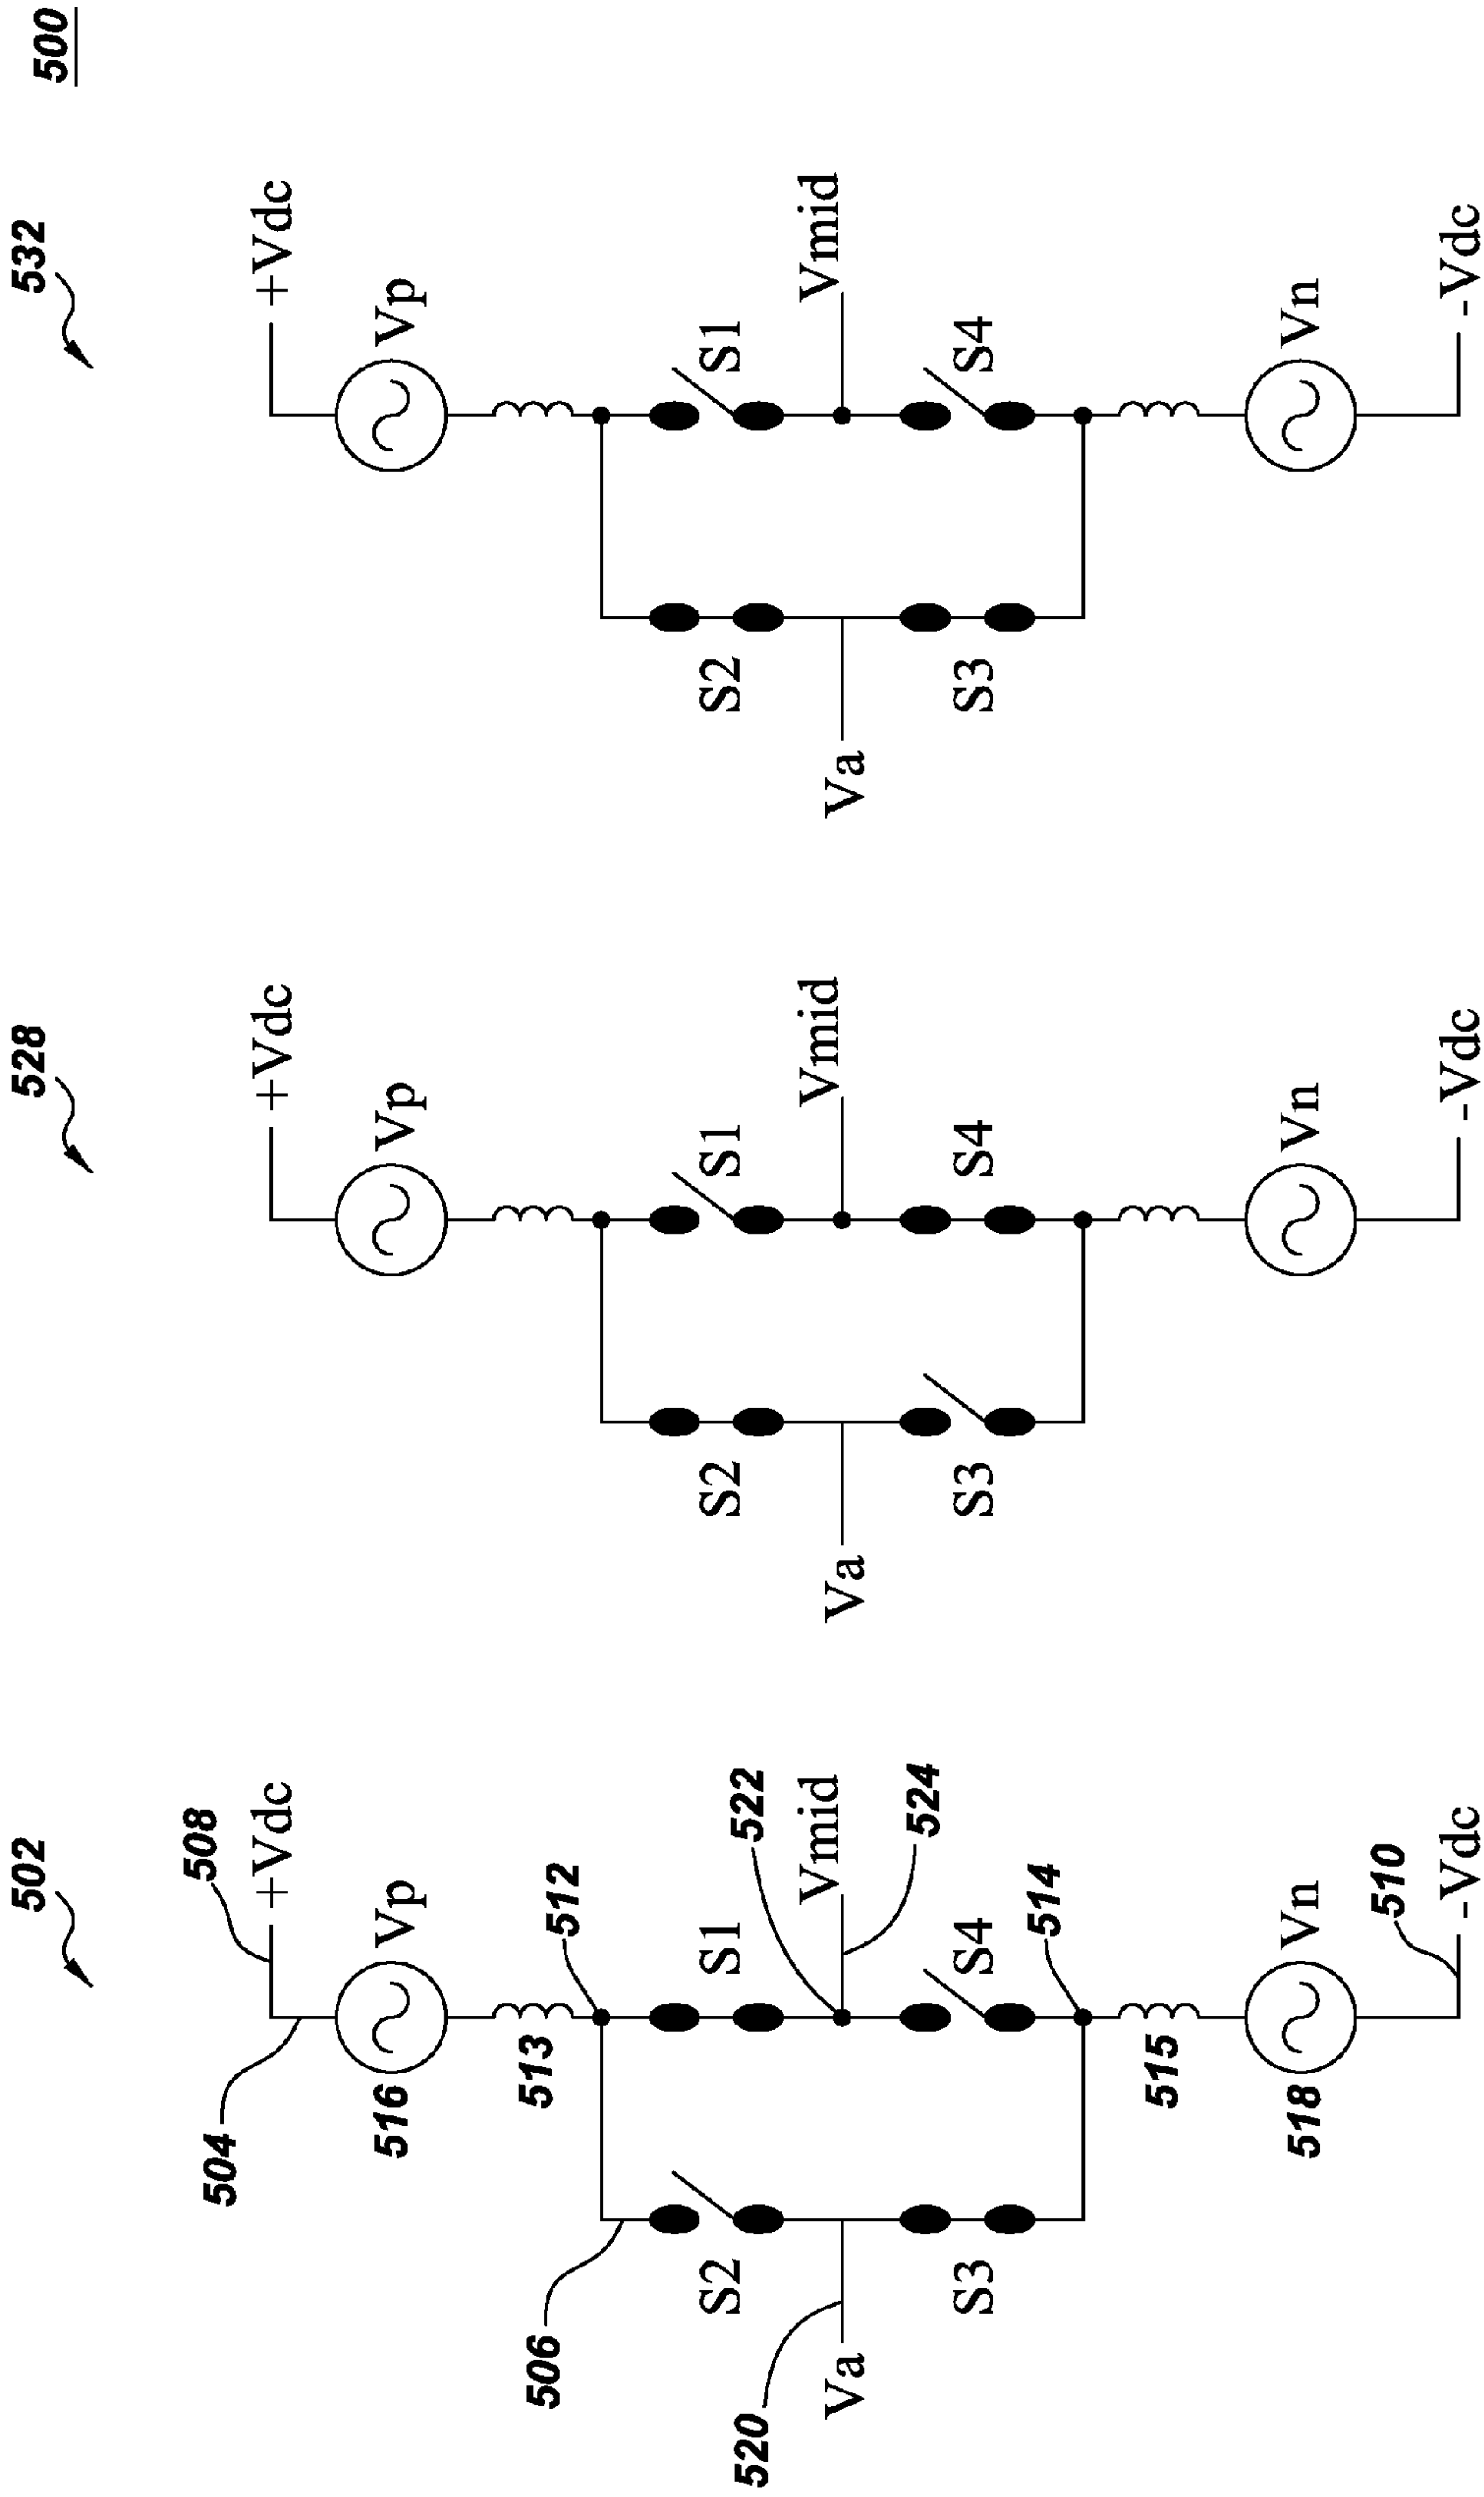 500
502
528
532
508
+Vdc
504
516
Vp
513
512
506
S2
S1
522
520
Va
Vmid
524
S3
S4
514
515
518
Vn
510
-Vdc
+Vdc
Vp
S2
S1
Va
Vmid
S3
S4
Vn
-Vdc
+Vdc
Vp
S2
S1
Va
Vmid
S3
S4
Vn
-Vdc